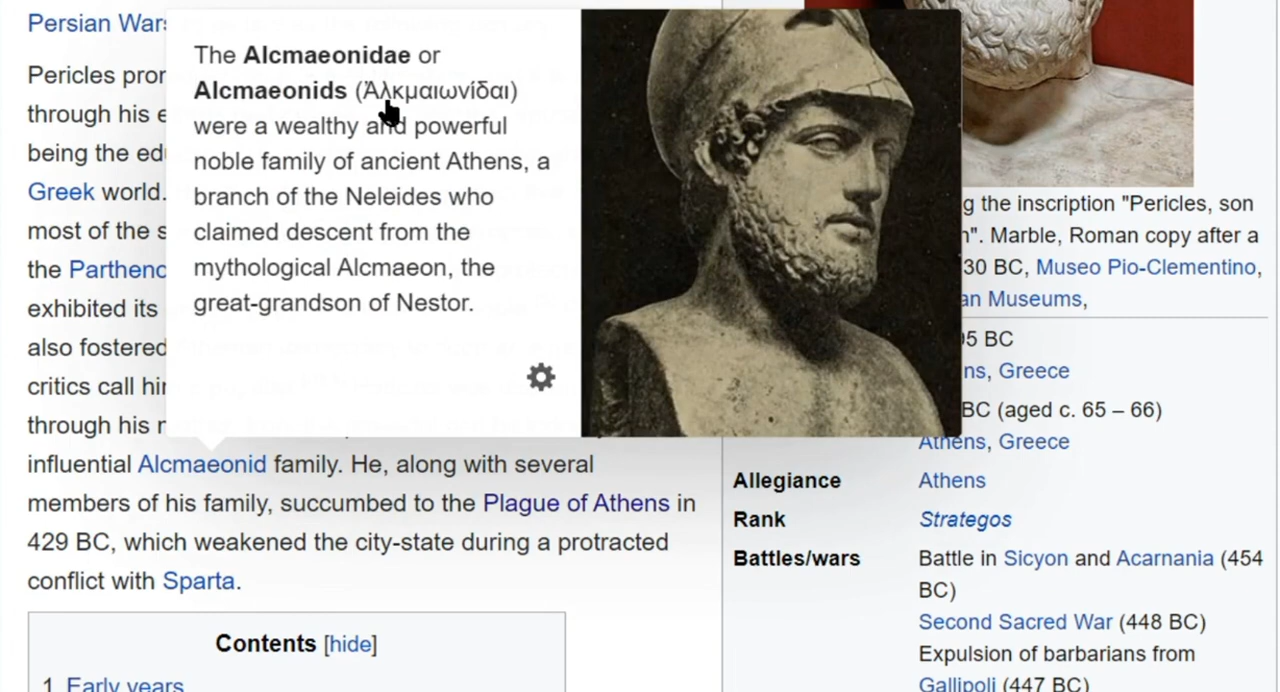 Persian Wars
Pericles pro
through his e
being the ed
Greek world.
most of the s
the Partheno
exhibited its
also fostered
critics call hi
through his
influential Alcmaeonid family. He, along with several
members of his family, succumbed to the Plague of Athens in
429 BC, which weakened the city-state during a protracted
conflict with Sparta.
Contents [hide]
1 Early years
The Alcmaeonidae or
Alcmaeonids (Ἀλκμαιωνίδαι)
were a wealthy and powerful
noble family of ancient Athens, a
branch of the Neleides who
claimed descent from the
mythological Alcmaeon, the
great-grandson of Nestor.
g the inscription "Pericles, son
". Marble, Roman copy after a
30 BC, Museo Pio-Clementino,
an Museums,
95 BC
ns, Greece
BC (aged c. 65 – 66)
Athens, Greece
Allegiance Athens
Rank Strategos
Battles/wars Battle in Sicyon and Acarnania (454
BC)
Second Sacred War (448 BC)
Expulsion of barbarians from
Gallipoli (447 BC)